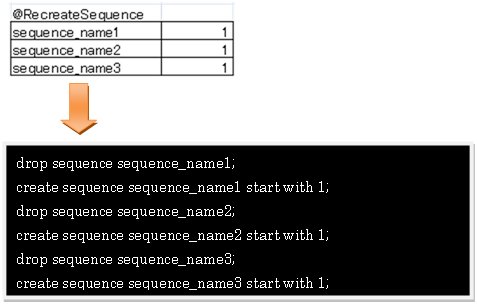 @RecreateSequence
sequence_name1 1
sequence_name2 1
sequence_name3 1
drop sequence sequence_name1;
create sequence sequence_name1 start with 1;
drop sequence sequence_name2;
create sequence sequence_name2 start with 1;
drop sequence sequence_name3;
create sequence sequence_name3 start with 1;